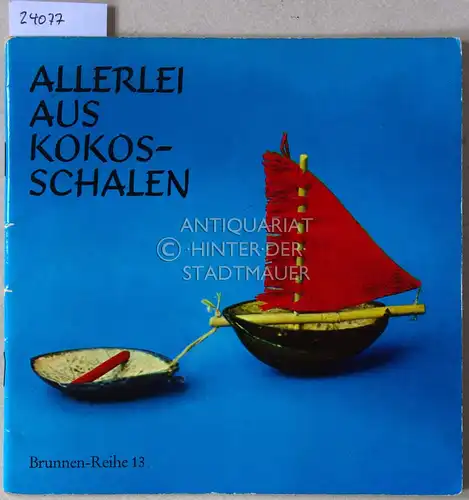 24077
ALLERLEI
AUS
KOKOS-
SCHALEN
ANTIQUARIAT
© ·HINTER·DER·
STADTMAUER
Brunnen-Reihe 13